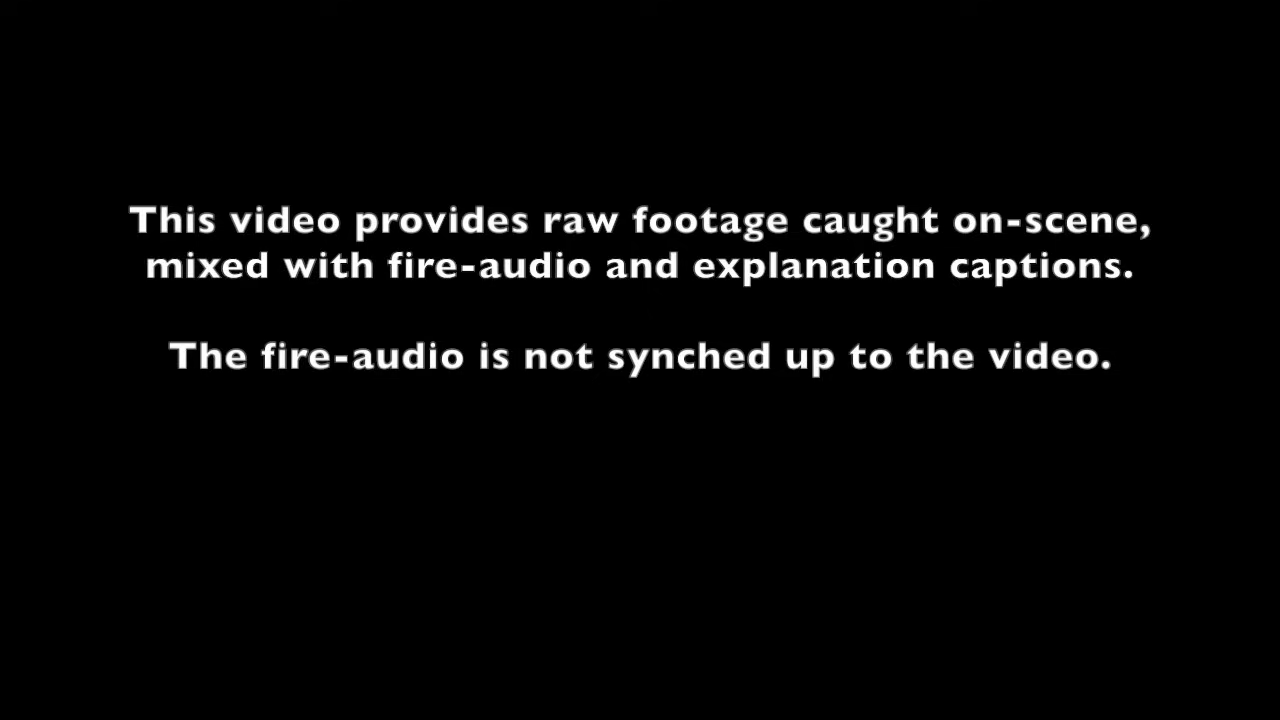 This video provides raw footage caught on-scene,
mixed with fire-audio and explanation captions.
The fire-audio is not synched up to the video.